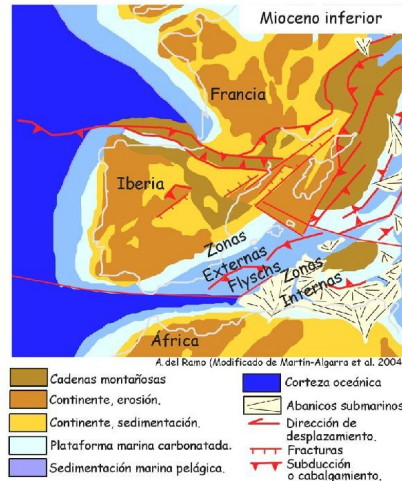 Mioceno inferior
Francia
Iberia
Zonas
Externas
Flyschs
Zonas
Internas
África
A. del Ramo (Modificado de Martín-Algarra et al. 2004
Cadenas montañosas
Continente, erosión.
Continente, sedimentación.
Plataforma marina carbonatada.
Sedimentación marina pelágica.
Corteza oceánica
Abanicos submarinos
Dirección de
desplazamiento.
Fracturas
Subducción
o cabalgamiento.